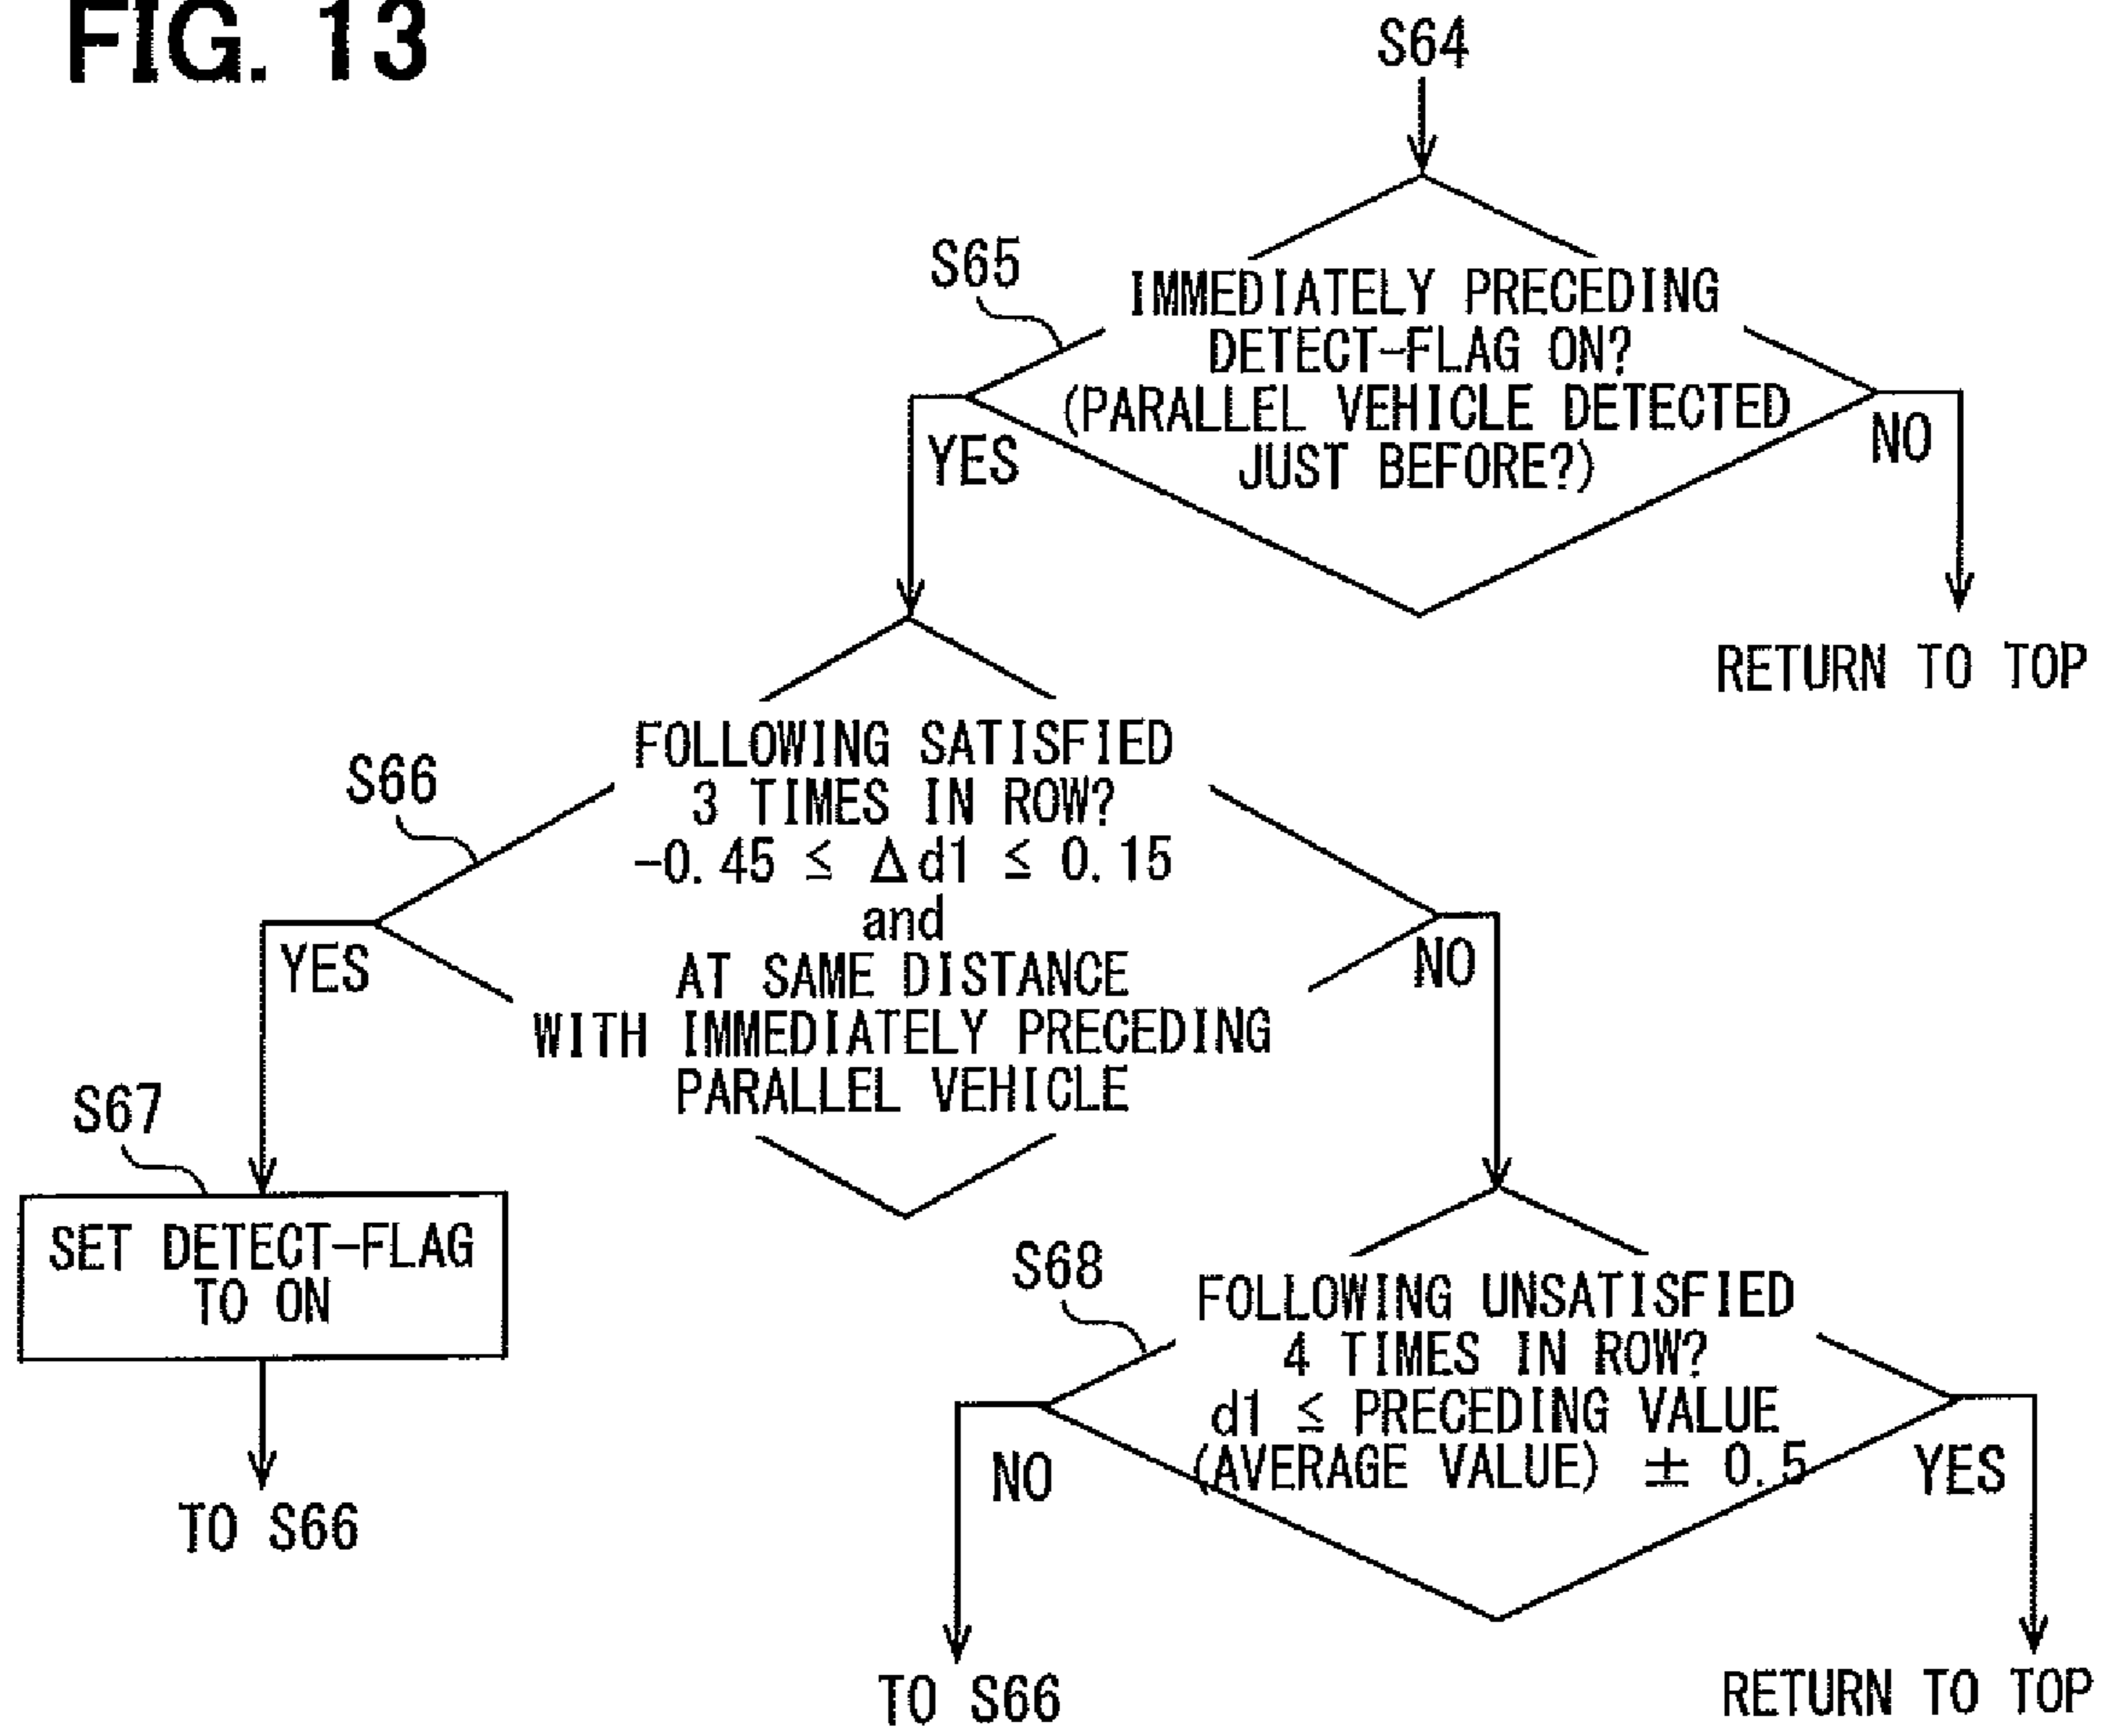 FIG. 13
S64
S65
IMMEDIATELY PRECEDING
DETECT-FLAG ON?
(PARALLEL VEHICLE DETECTED
JUST BEFORE?)
YES
NO
RETURN TO TOP
S66
FOLLOWING SATISFIED
3 TIMES IN ROW?
-0.45 ≤ Δd1 ≤ 0.15
and
AT SAME DISTANCE
WITH IMMEDIATELY PRECEDING
PARALLEL VEHICLE
YES
NO
S67
SET DETECT-FLAG
TO ON
TO S66
S68
FOLLOWING UNSATISFIED
4 TIMES IN ROW?
d1 ≤ PRECEDING VALUE
(AVERAGE VALUE) ± 0.5
NO
YES
TO S66
RETURN TO TOP